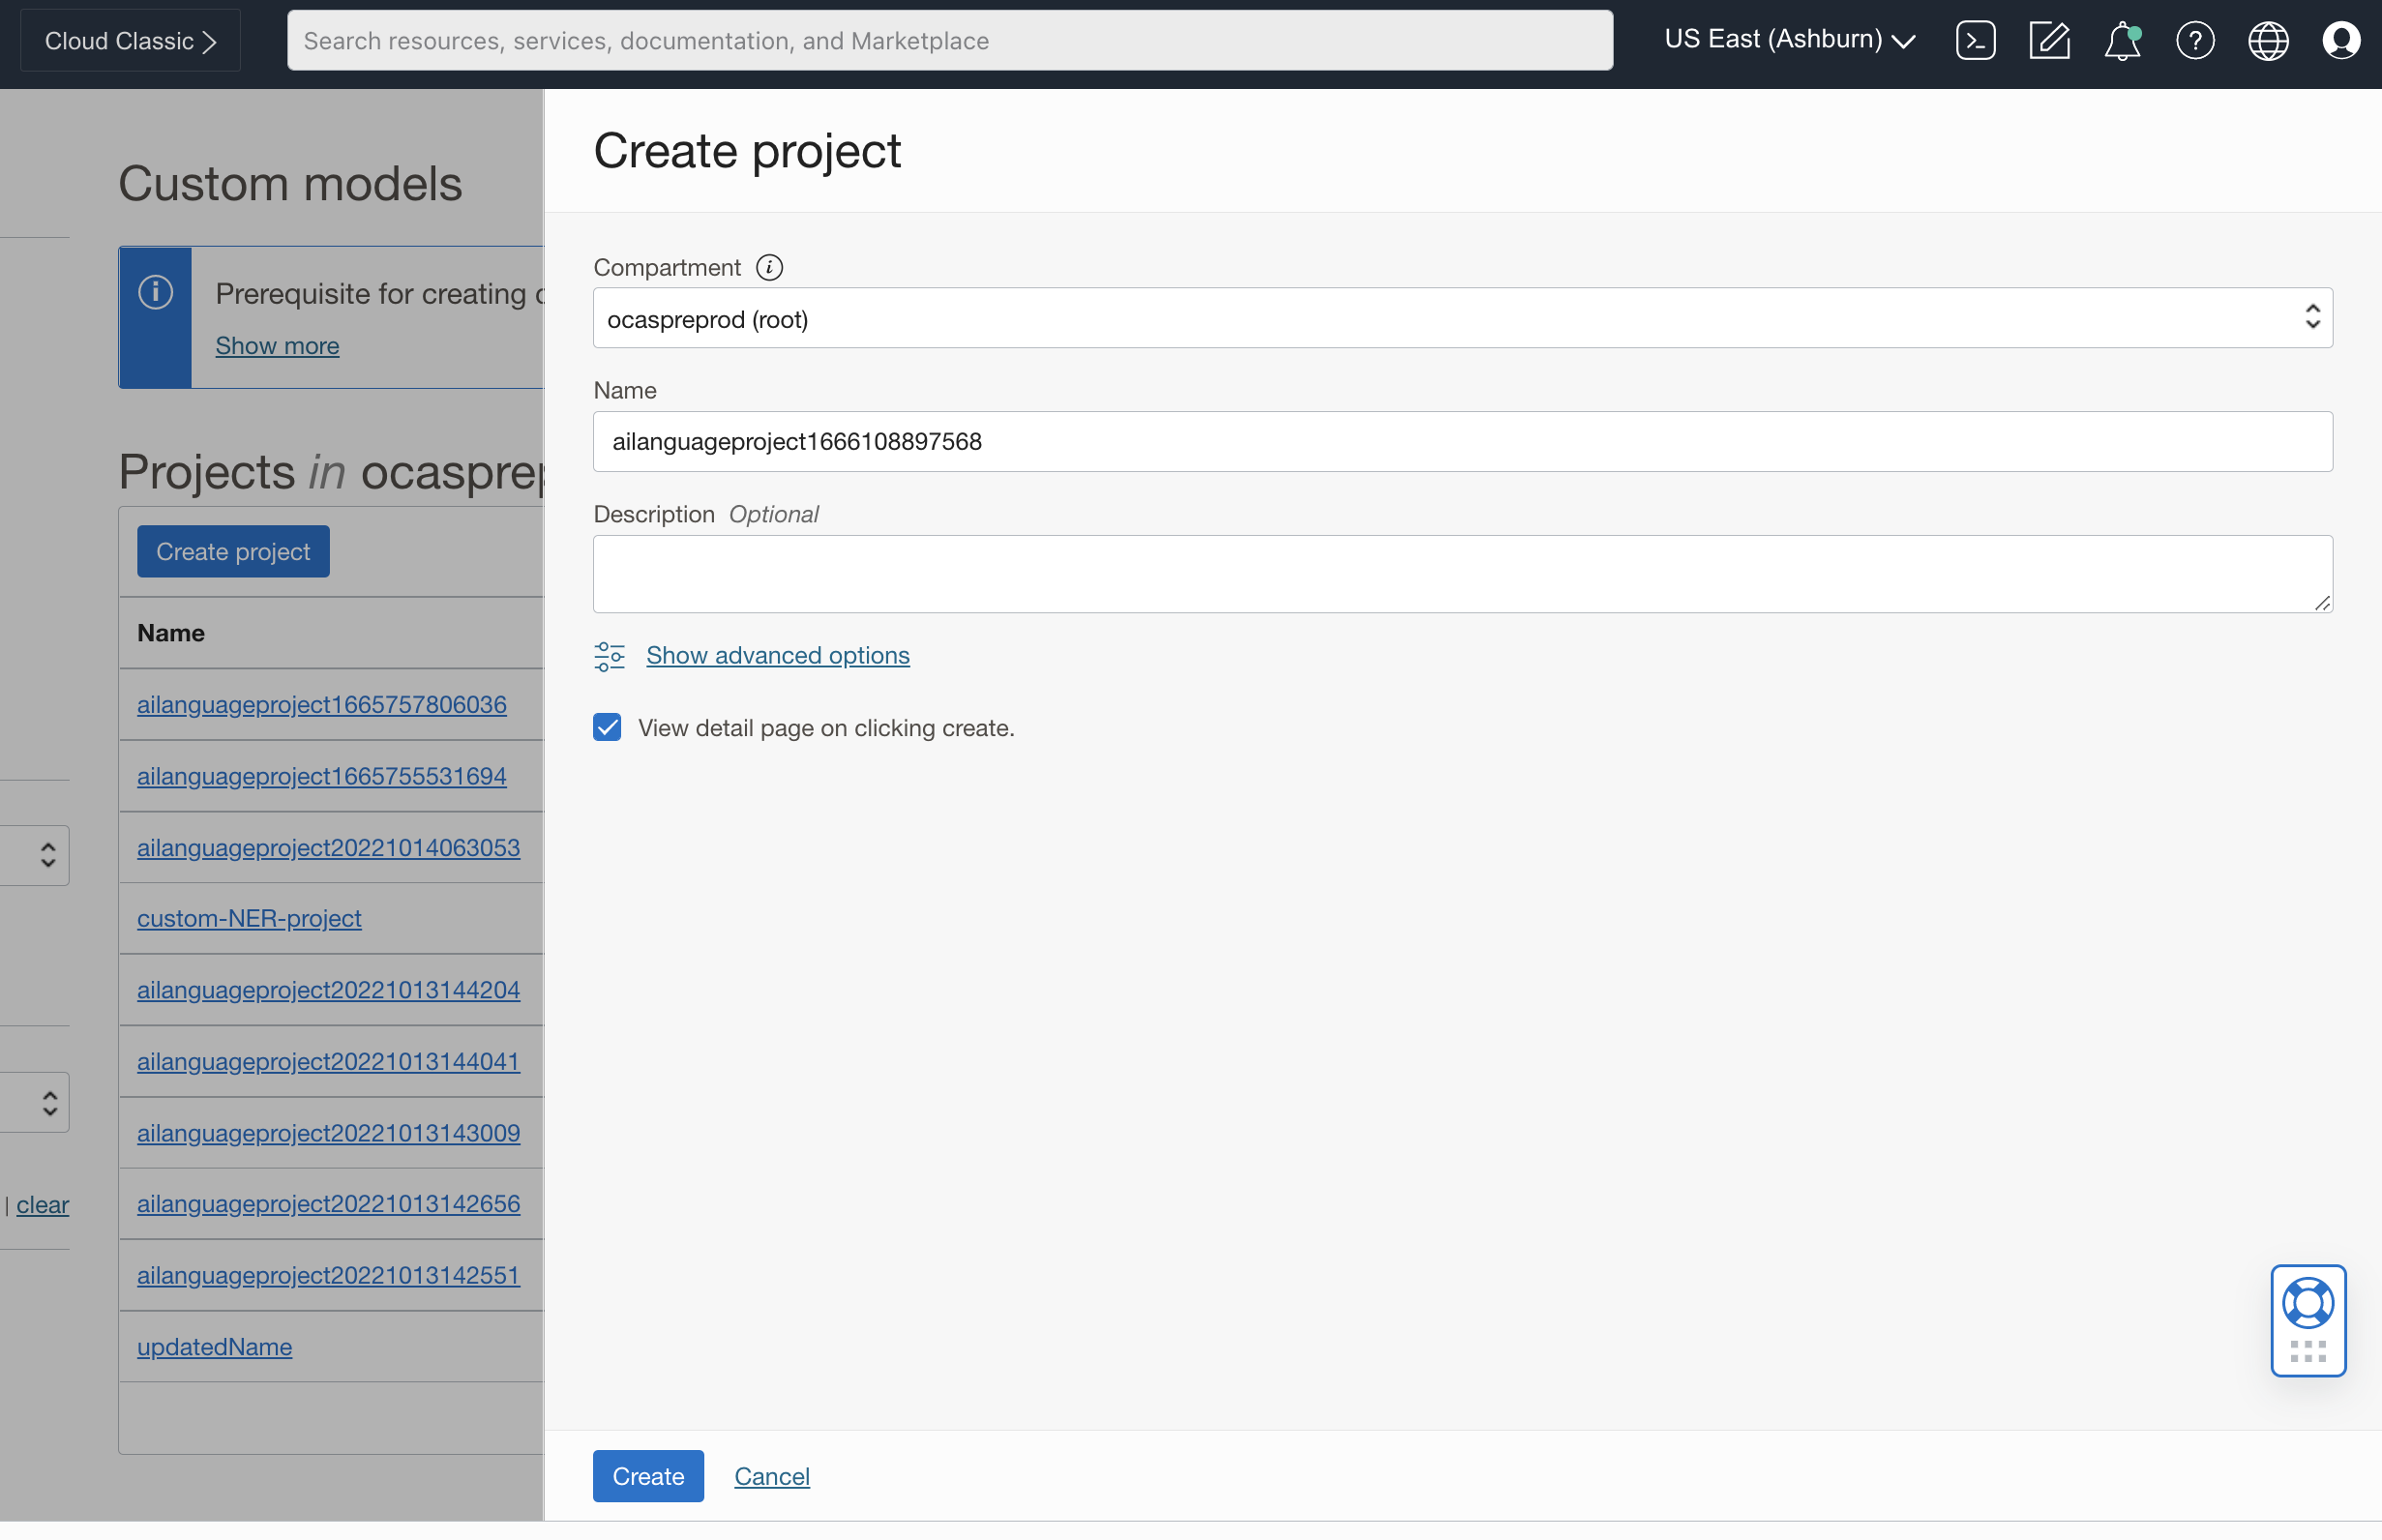 Cloud Classic
Search resources, services, documentation, and Marketplace
US East (Ashburn)
Custom models
Prerequisite for creating
Show more
Projects in ocasprep
Create project
Name
ailanguageproject1665757806036
ailanguageproject1665755531694
ailanguageproject20221014063053
custom-NER-project
ailanguageproject20221013144204
ailanguageproject20221013144041
ailanguageproject20221013143009
ailanguageproject20221013142656
ailanguageproject20221013142551
updatedName
| clear
Create project
Compartment
ocaspreprod (root)
Name
ailanguageproject1666108897568
Description Optional
Show advanced options
View detail page on clicking create.
Create Cancel